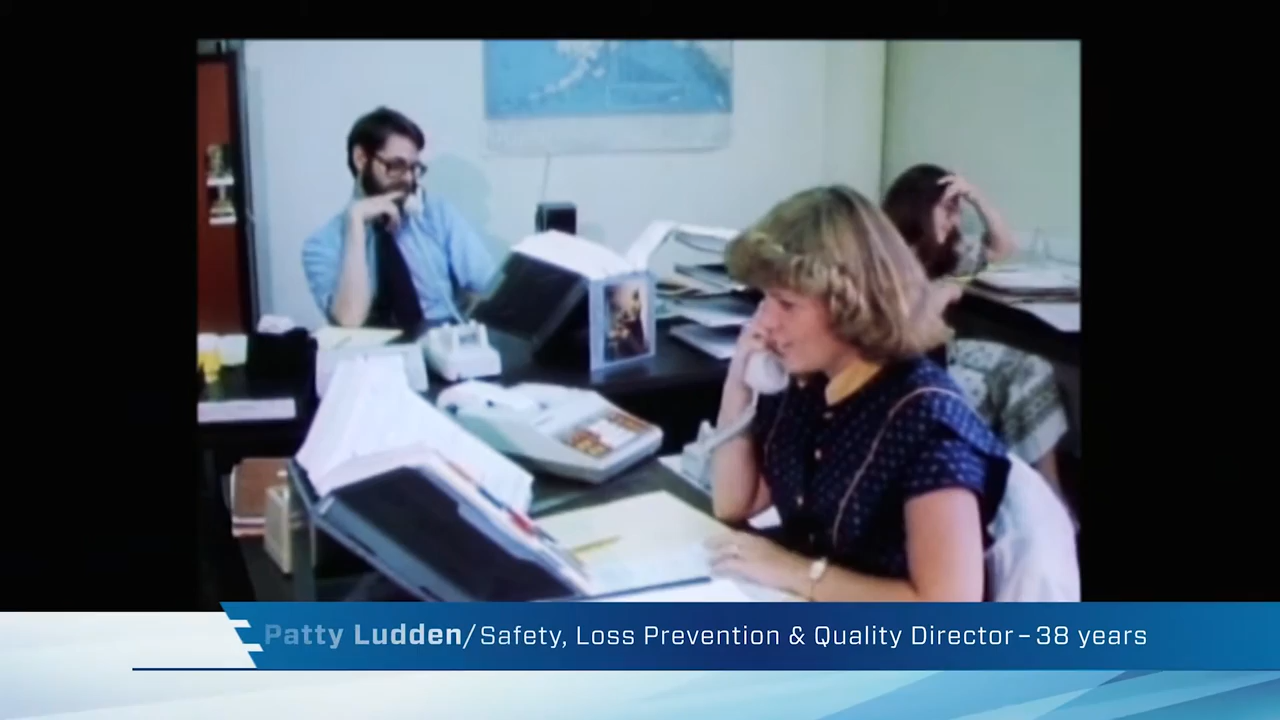 Patty Ludden/Safety, Loss Prevention & Quality Director – 38 years